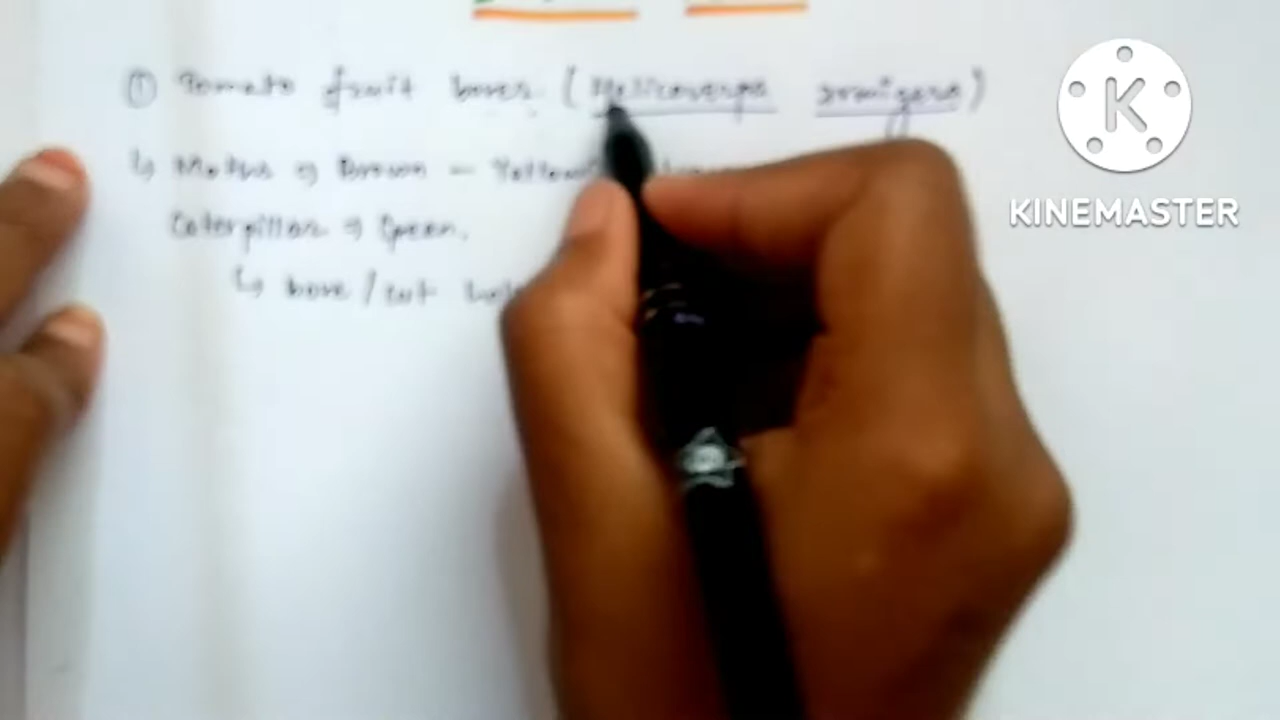 ① Tomato fruit borer (Helicoverpa armigera)
↳ Moths → Brown - Yellow
Caterpillar → Green.
↳ bore / cut
K
KINEMASTER